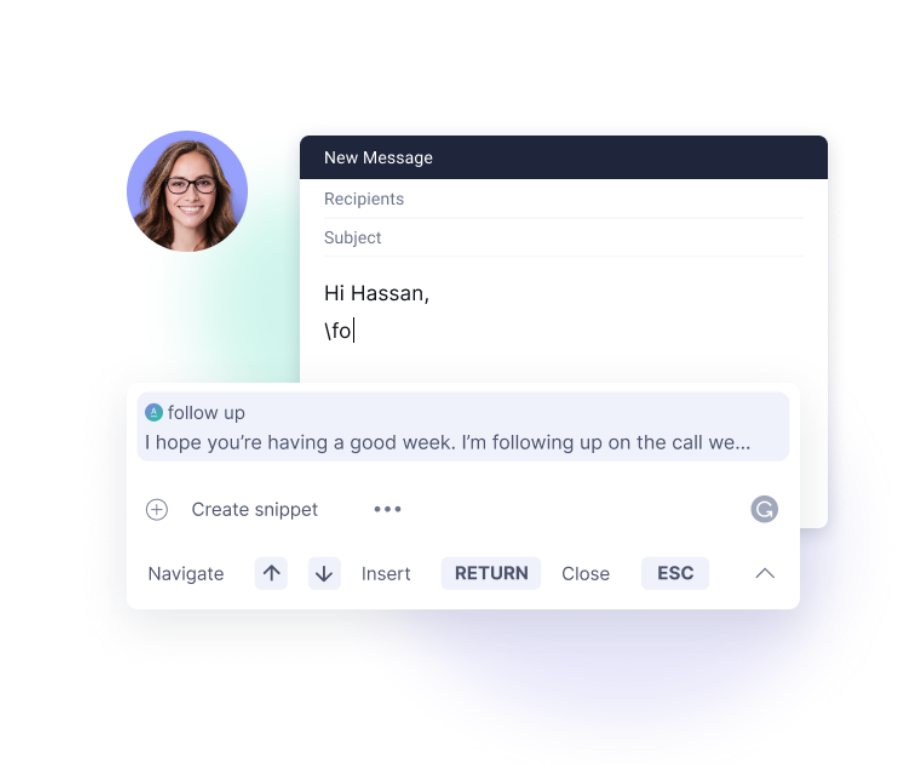 New Message
Recipients
Subject
Hi Hassan,
\fo
follow up
I hope you’re having a good week. I’m following up on the call we...
Create snippet
Navigate ↑ ↓ Insert RETURN Close ESC